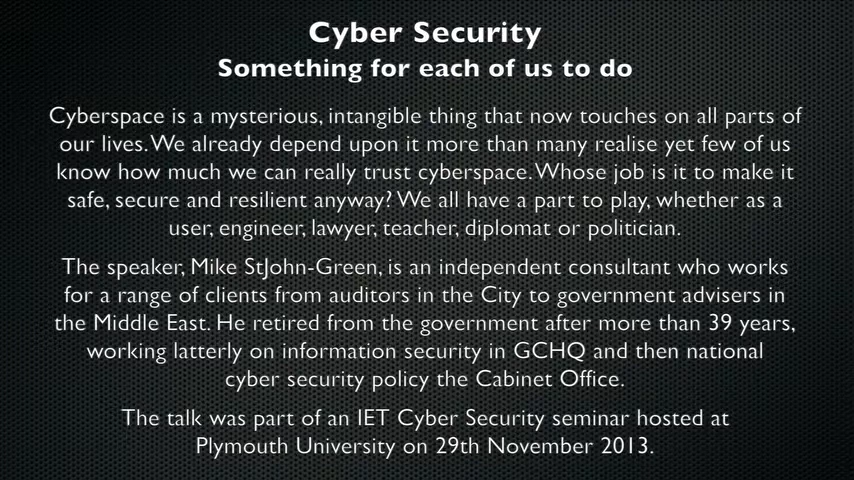 Cyber Security
Something for each of us to do
Cyberspace is a mysterious, intangible thing that now touches on all parts of
our lives. We already depend upon it more than many realise yet few of us
know how much we can really trust cyberspace. Whose job is it to make it
safe, secure and resilient anyway? We all have a part to play, whether as a
user, engineer, lawyer, teacher, diplomat or politician.
The speaker, Mike StJohn-Green, is an independent consultant who works
for a range of clients from auditors in the City to government advisers in
the Middle East. He retired from the government after more than 39 years,
working latterly on information security in GCHQ and then national
cyber security policy the Cabinet Office.
The talk was part of an IET Cyber Security seminar hosted at
Plymouth University on 29th November 2013.